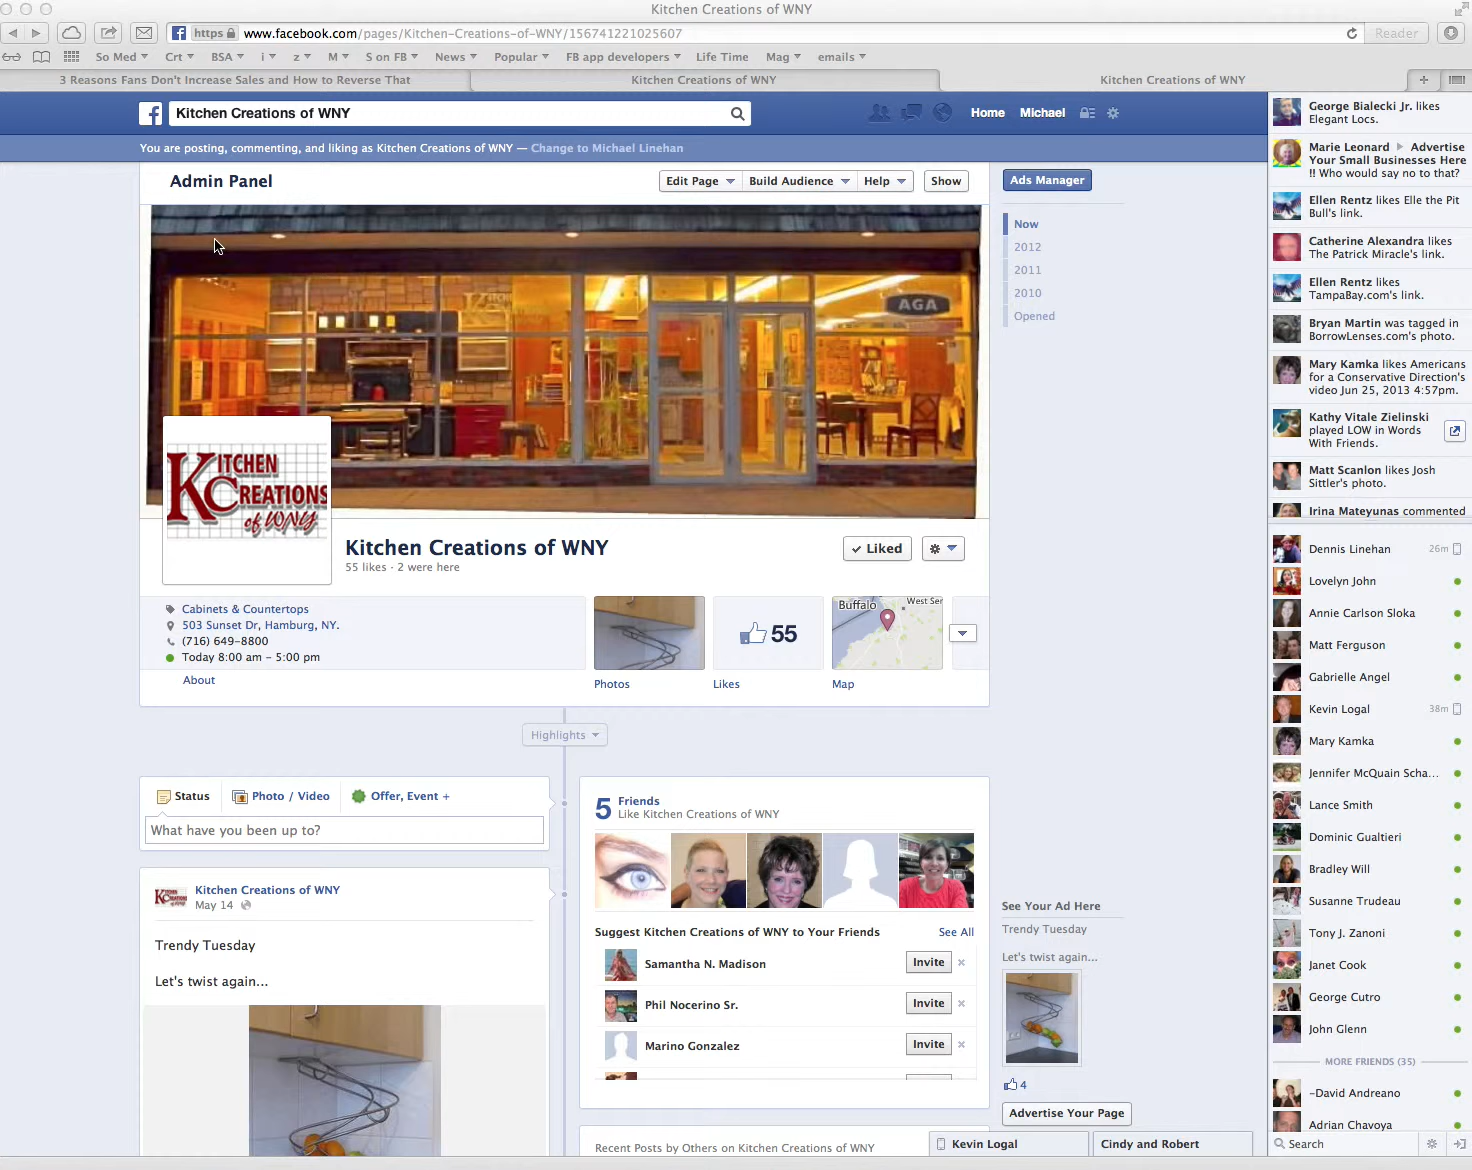 Kitchen Creations of WNY
https www.facebook.com/pages/Kitchen-Creations-of-WNY/156741221025607 Reader
So Med Crt BSA i z M S on FB News Popular FB app developers Life Time Mag emails
3 Reasons Fans Don't Increase Sales and How to Reverse That Kitchen Creations of WNY Kitchen Creations of WNY
Kitchen Creations of WNY Home Michael
You are posting, commenting, and liking as Kitchen Creations of WNY — Change to Michael Linehan
Admin Panel Edit Page Build Audience Help Show
Ads Manager
Now
2012
2011
2010
Opened
AGA
KITCHEN
CREATIONS
of WNY
Kitchen Creations of WNY
55 likes · 2 were here
Liked
Cabinets & Countertops
503 Sunset Dr, Hamburg, NY.
(716) 649-8800
Today 8:00 am – 5:00 pm
About
Photos
55
Likes
Buffalo West Ser
Map
Highlights
Status Photo / Video Offer, Event +
What have you been up to?
Kitchen Creations of WNY
May 14
Trendy Tuesday
Let's twist again...
5 Friends
Like Kitchen Creations of WNY
Suggest Kitchen Creations of WNY to Your Friends See All
Samantha N. Madison Invite
Phil Nocerino Sr. Invite
Marino Gonzalez Invite
Recent Posts by Others on Kitchen Creations of WNY
See Your Ad Here
Trendy Tuesday
Let's twist again...
4
Advertise Your Page
Kevin Logal Cindy and Robert
George Bialecki Jr. likes
Elegant Locs.
Marie Leonard ▶ Advertise
Your Small Businesses Here
!! Who would say no to that?
Ellen Rentz likes Elle the Pit
Bull's link.
Catherine Alexandra likes
The Patrick Miracle's link.
Ellen Rentz likes
TampaBay.com's link.
Bryan Martin was tagged in
BorrowLenses.com's photo.
Mary Kamka likes Americans
for a Conservative Direction's
video Jun 25, 2013 4:57pm.
Kathy Vitale Zielinski
played LOW in Words
With Friends.
Matt Scanlon likes Josh
Sittler's photo.
Irina Mateyunas commented
Dennis Linehan 26m
Lovelyn John
Annie Carlson Sloka
Matt Ferguson
Gabrielle Angel
Kevin Logal 38m
Mary Kamka
Jennifer McQuain Scha...
Lance Smith
Dominic Gualtieri
Bradley Will
Susanne Trudeau
Tony J. Zanoni
Janet Cook
George Cutro
John Glenn
MORE FRIENDS (35)
~David Andreano
Adrian Chavoya
Search